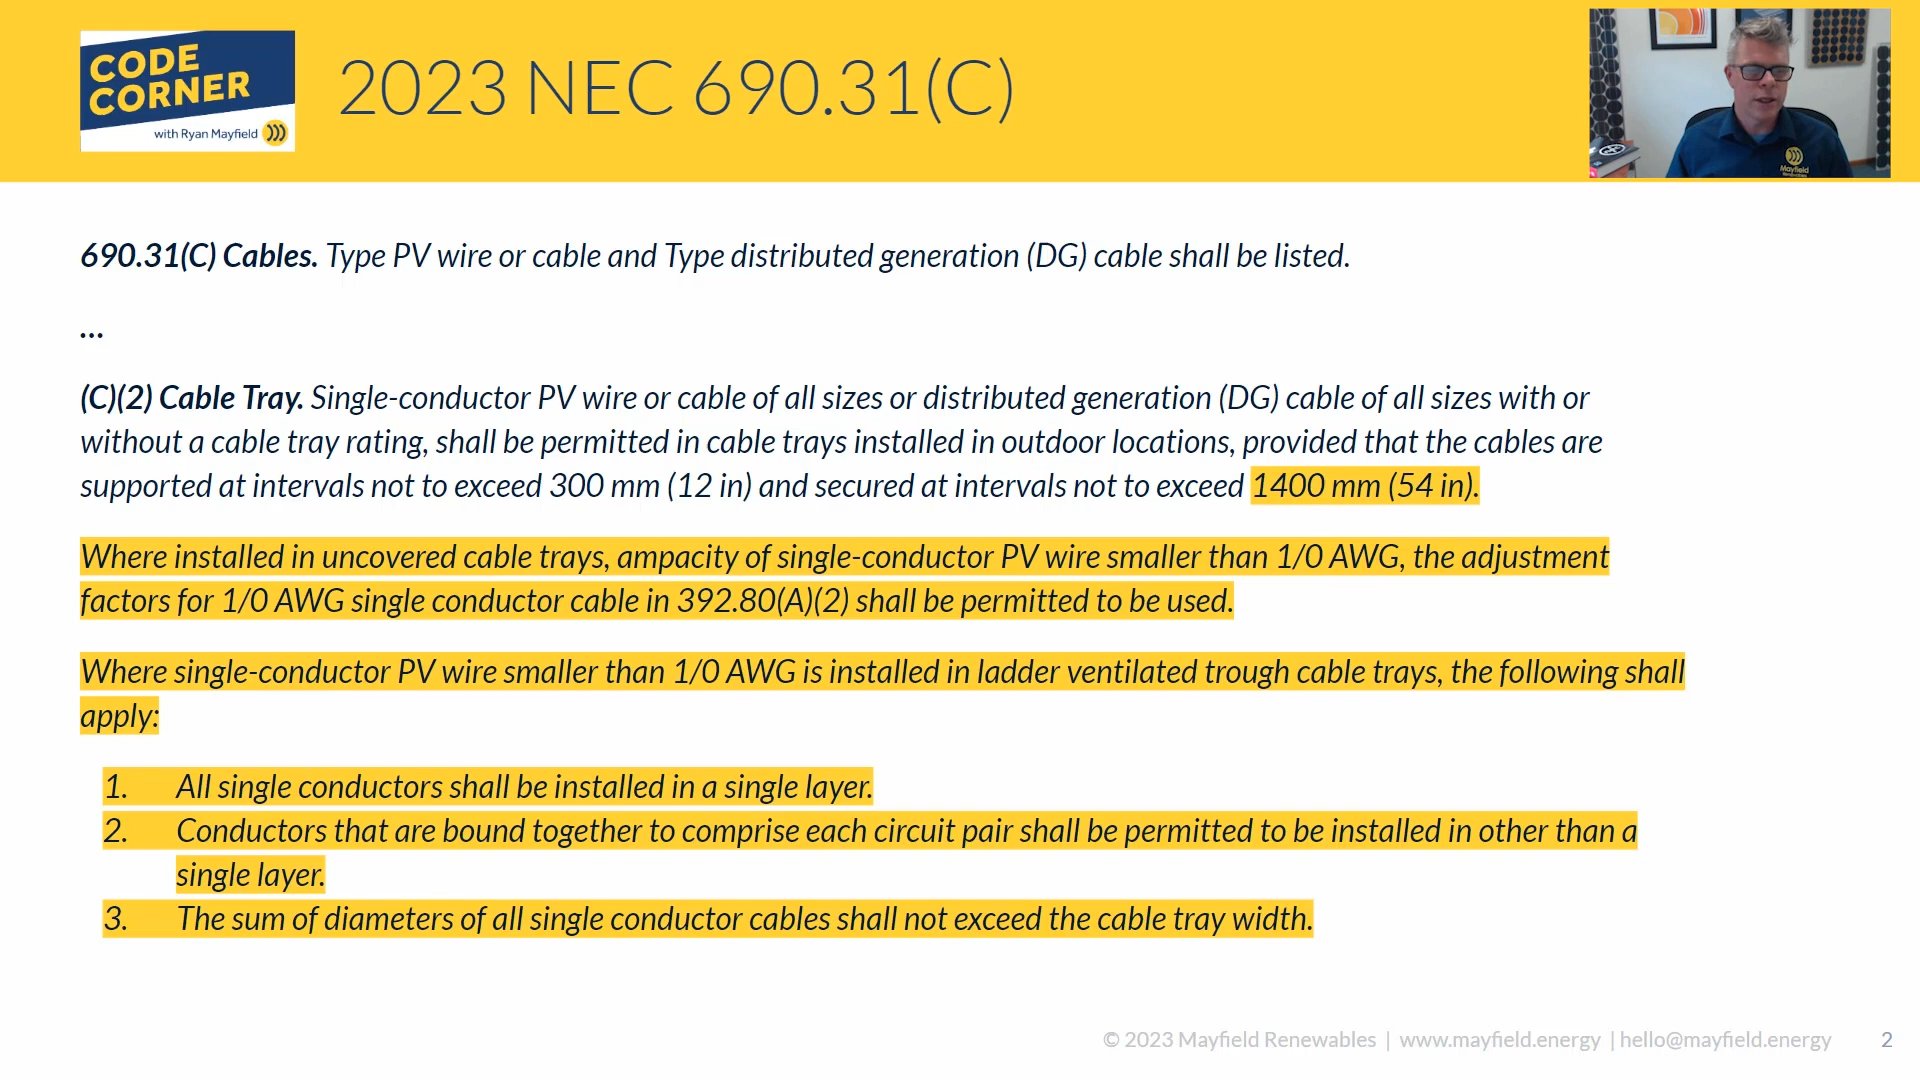 CODE
CORNER
with Ryan Mayfield
2023 NEC 690.31(C)
Mayfield
Renewables
690.31(C) Cables. Type PV wire or cable and Type distributed generation (DG) cable shall be listed.
...
(C)(2) Cable Tray. Single-conductor PV wire or cable of all sizes or distributed generation (DG) cable of all sizes with or
without a cable tray rating, shall be permitted in cable trays installed in outdoor locations, provided that the cables are
supported at intervals not to exceed 300 mm (12 in) and secured at intervals not to exceed 1400 mm (54 in).
Where installed in uncovered cable trays, ampacity of single-conductor PV wire smaller than 1/0 AWG, the adjustment
factors for 1/0 AWG single conductor cable in 392.80(A)(2) shall be permitted to be used.
Where single-conductor PV wire smaller than 1/0 AWG is installed in ladder ventilated trough cable trays, the following shall
apply:
1. All single conductors shall be installed in a single layer.
2. Conductors that are bound together to comprise each circuit pair shall be permitted to be installed in other than a
single layer.
3. The sum of diameters of all single conductor cables shall not exceed the cable tray width.
© 2023 Mayfield Renewables | www.mayfield.energy | hello@mayfield.energy 2